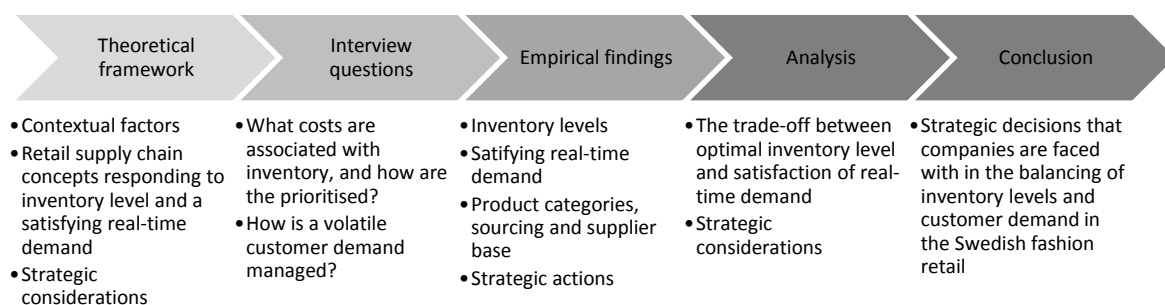 Theoretical
framework
Interview
questions
Empirical findings
Analysis
Conclusion
•Contextual factors
•Retail supply chain
concepts responding to
inventory level and a
satisfying real-time
demand
•Strategic
considerations
•What costs are
associated with
inventory, and how are
the prioritised?
•How is a volatile
customer demand
managed?
•Inventory levels
•Satifying real-time
demand
•Product categories,
sourcing and supplier
base
•Strategic actions
•The trade-off between
optimal inventory level
and satisfaction of real-
time demand
•Strategic
considerations
•Strategic decisions that
companies are faced
with in the balancing of
inventory levels and
customer demand in
the Swedish fashion
retail